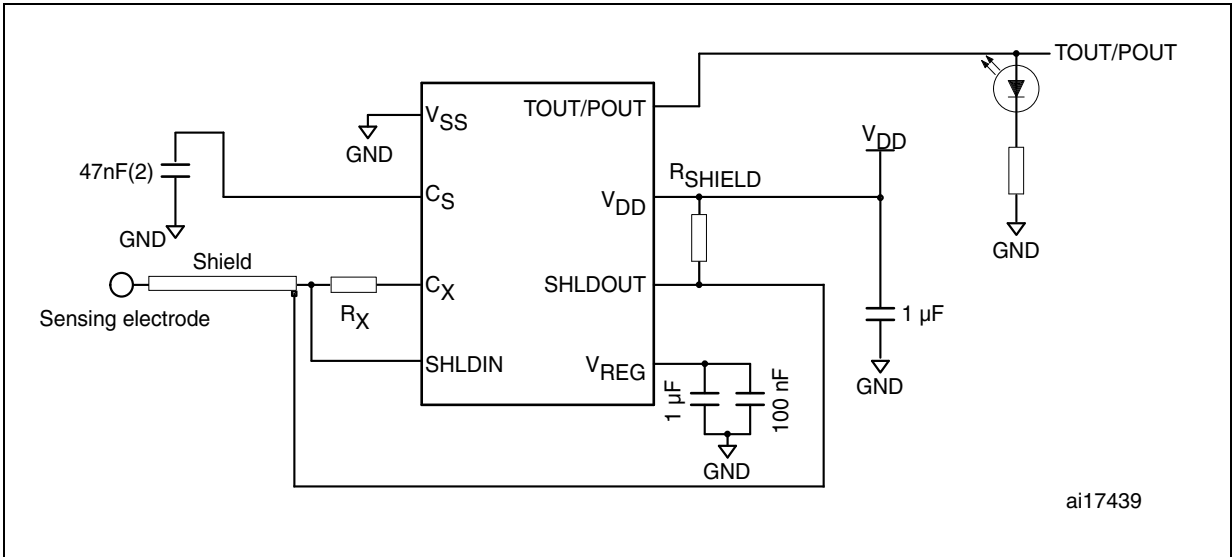 TOUT/POUT
TOUT/POUT
VSS
GND
VDD
47nF(2)
RSHIELD
CS
VDD
GND
GND
Shield
CX
SHLDOUT
RX
1 µF
Sensing electrode
SHLDIN
VREG
GND
1 µF
100 nF
GND
ai17439